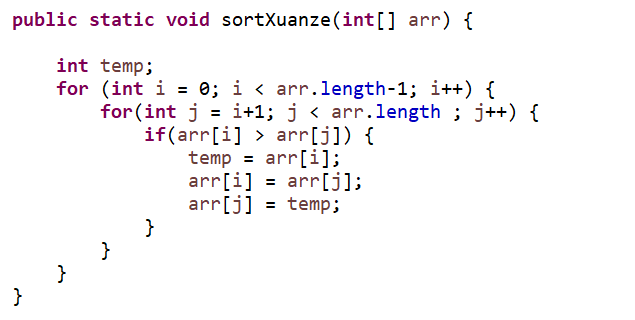 public static void sortXuanze(int[] arr) {
int temp;
for (int i = 0; i < arr.length-1; i++) {
for(int j = i+1; j < arr.length ; j++) {
if(arr[i] > arr[j]) {
temp = arr[i];
arr[i] = arr[j];
arr[j] = temp;
}
}
}
}